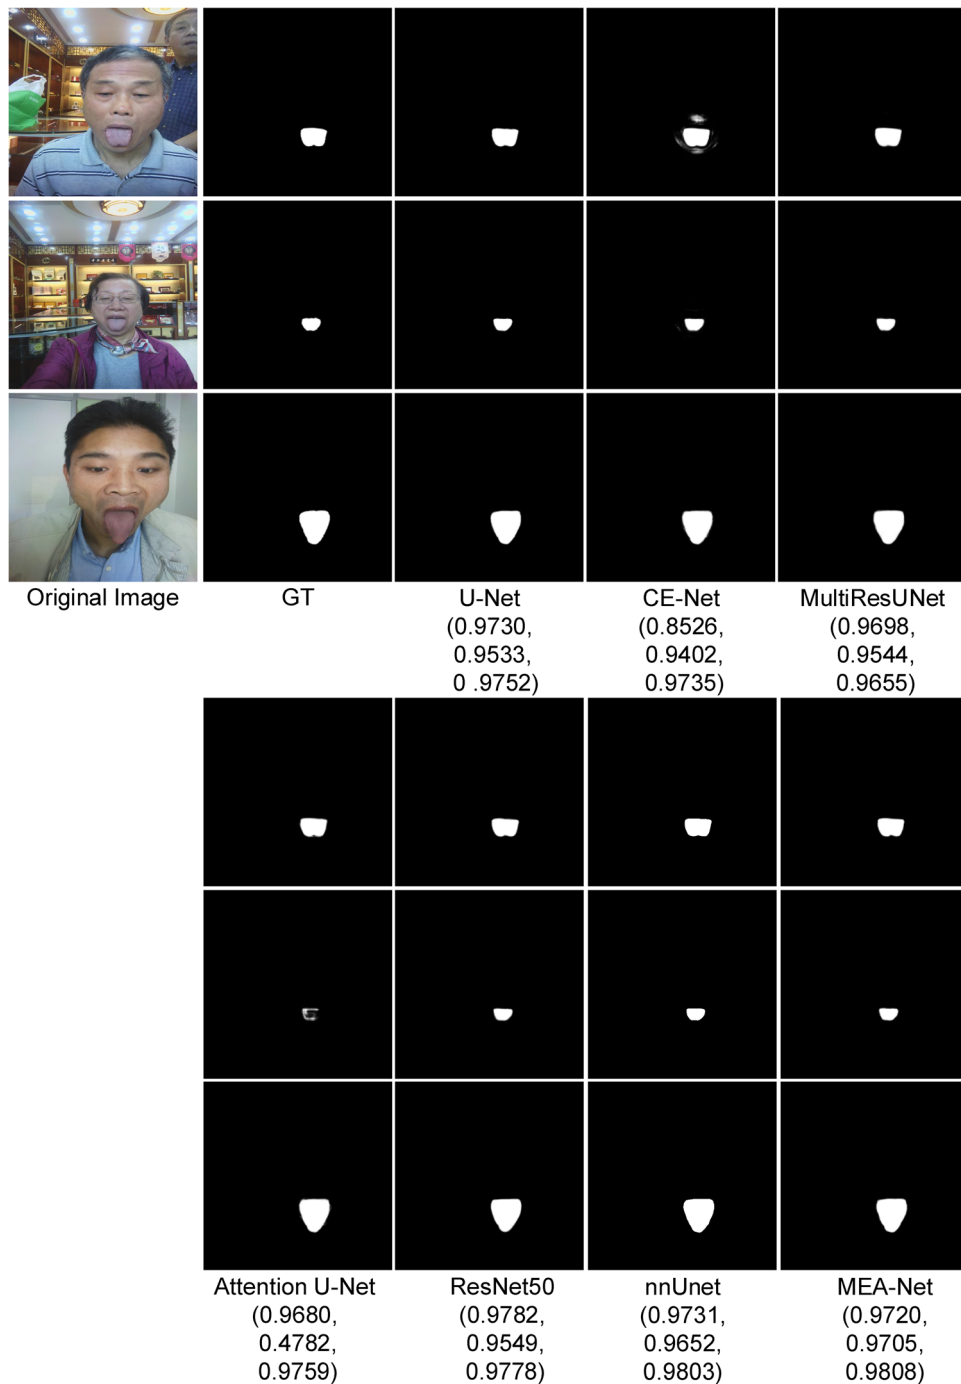 Original Image
GT
U-Net
(0.9730,
0.9533,
0 .9752)
CE-Net
(0.8526,
0.9402,
0.9735)
MultiResUNet
(0.9698,
0.9544,
0.9655)
Attention U-Net
(0.9680,
0.4782,
0.9759)
ResNet50
(0.9782,
0.9549,
0.9778)
nnUnet
(0.9731,
0.9652,
0.9803)
MEA-Net
(0.9720,
0.9705,
0.9808)